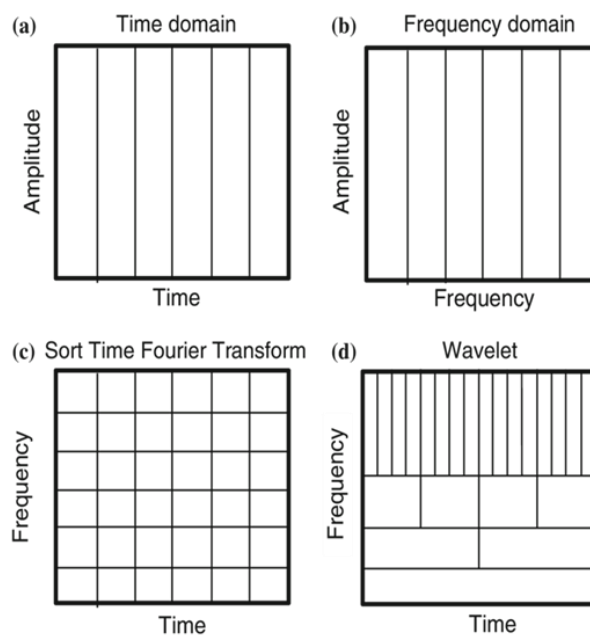 (a) Time domain
Amplitude
Time
(b) Frequency domain
Amplitude
Frequency
(c) Sort Time Fourier Transform
Frequency
Time
(d) Wavelet
Frequency
Time